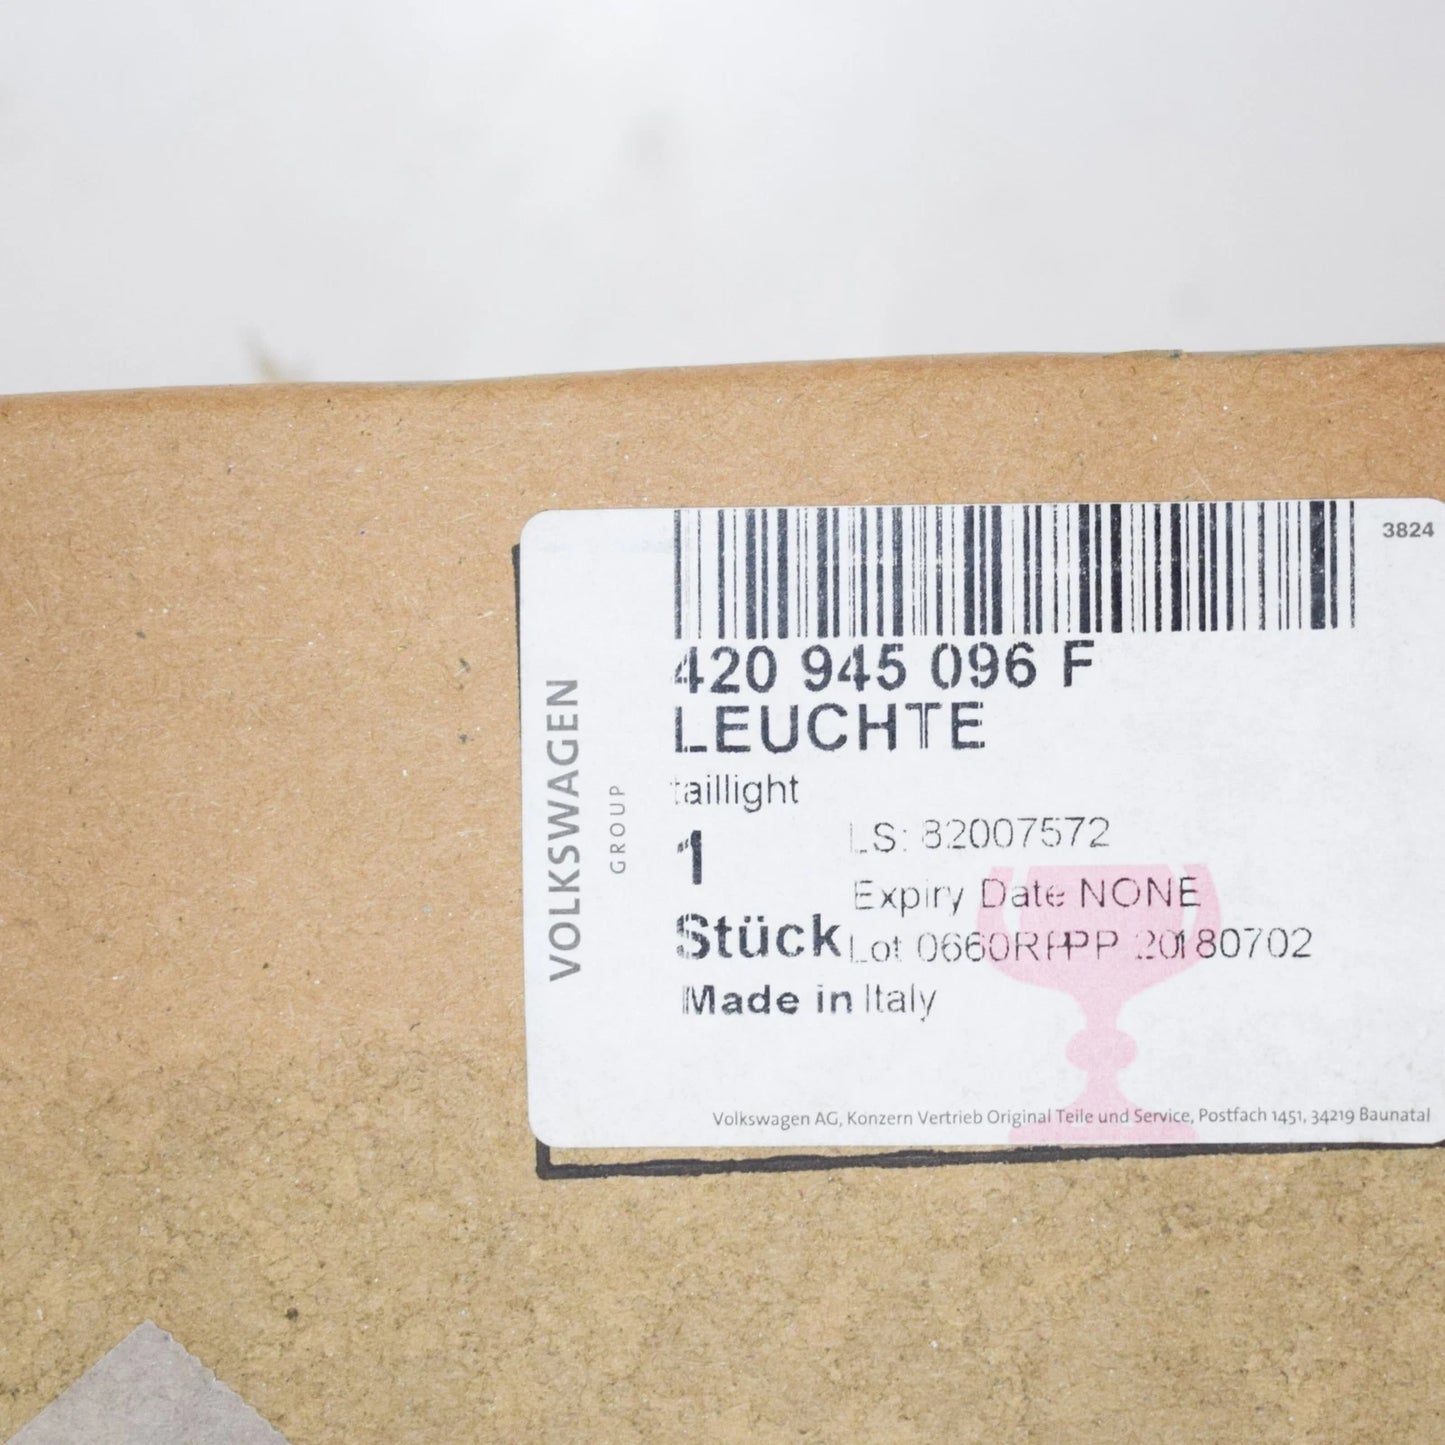 3824
420 945 096 F
LEUCHTE
taillight
1
LS: 82007572
Expiry Date NONE
Stück
Lot 20180702
Made in Italy
VOLKSWAGEN
GROUP
Volkswagen AG, Konzern Vertrieb Original Teile und Service, Postfach 1451, 34219 Baunatal